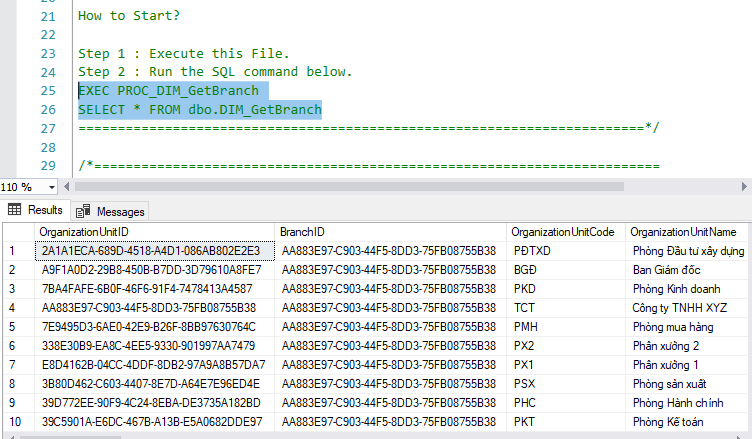 21 How to Start?
22
23 Step 1 : Execute this File.
24 Step 2 : Run the SQL command below.
25 EXEC PROC_DIM_GetBranch
26 SELECT * FROM dbo.DIM_GetBranch
27 ========================================================================*/
28
29 /*========================================================================
110 %
Results Messages
OrganizationUnitID BranchID OrganizationUnitCode OrganizationUnitName
1 2A1A1ECA-689D-4518-A4D1-086AB802E2E3 AA883E97-C903-44F5-8DD3-75FB08755B38 PĐTXD Phòng Đầu tư xây dựng
2 A9F1A0D2-29B8-450B-B7DD-3D79610A8FE7 AA883E97-C903-44F5-8DD3-75FB08755B38 BGĐ Ban Giám đốc
3 7BA4FAFE-6B0F-46F6-91F4-7478413A4587 AA883E97-C903-44F5-8DD3-75FB08755B38 PKD Phòng Kinh doanh
4 AA883E97-C903-44F5-8DD3-75FB08755B38 AA883E97-C903-44F5-8DD3-75FB08755B38 TCT Công ty TNHH XYZ
5 7E9495D3-6AE0-42E9-B26F-8BB97630764C AA883E97-C903-44F5-8DD3-75FB08755B38 PMH Phòng mua hàng
6 338E30B9-EA8C-4EE5-9330-901997AA7479 AA883E97-C903-44F5-8DD3-75FB08755B38 PX2 Phân xưởng 2
7 E8D4162B-04CC-4DDF-8DB2-97A9A8B57DA7 AA883E97-C903-44F5-8DD3-75FB08755B38 PX1 Phân xưởng 1
8 3B80D462-C603-4407-8E7D-A64E7E96ED4E AA883E97-C903-44F5-8DD3-75FB08755B38 PSX Phòng sản xuất
9 39D772EE-90F9-4C24-8EBA-DE3735A182BD AA883E97-C903-44F5-8DD3-75FB08755B38 PHC Phòng Hành chính
10 39C5901A-E6DC-467B-A13B-E5A0682DDE97 AA883E97-C903-44F5-8DD3-75FB08755B38 PKT Phòng Kế toán